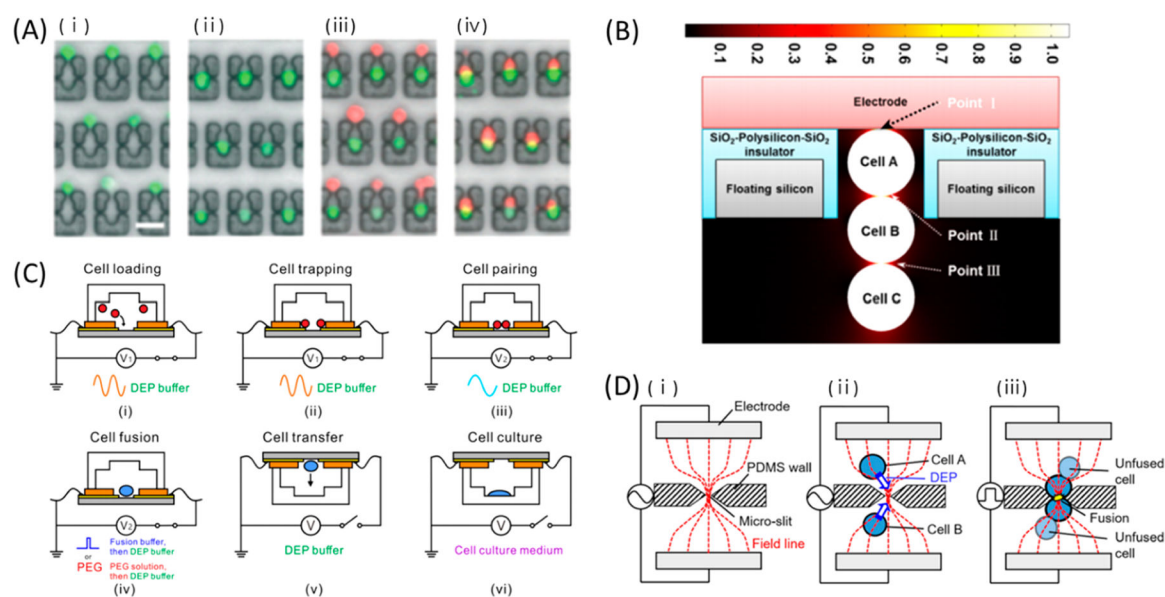 (A)
(i)
(ii)
(iii)
(iv)
(B)
0.1
0.2
0.3
0.4
0.5
0.6
0.7
0.8
0.9
1.0
Electrode
Point I
SiO₂-Polysilicon-SiO₂
insulator
Floating silicon
Cell A
SiO₂-Polysilicon-SiO₂
insulator
Floating silicon
Cell B
Point II
Point III
Cell C
(C)
Cell loading
V₁
DEP buffer
(i)
Cell trapping
V₁
DEP buffer
(ii)
Cell pairing
V₂
DEP buffer
(iii)
Cell fusion
V₂
or
PEG
Fusion buffer,
then DEP buffer
PEG solution,
then DEP buffer
(iv)
Cell transfer
V
DEP buffer
(v)
Cell culture
V
Cell culture medium
(vi)
(D)
(i)
Electrode
PDMS wall
Micro-slit
Field line
(ii)
Cell A
DEP
Cell B
(iii)
Unfused
cell
Fusion
Unfused
cell